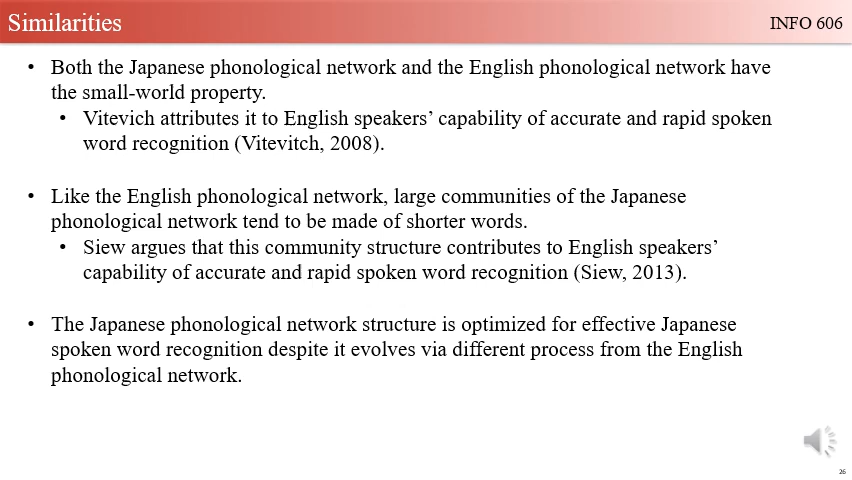 Similarities
INFO 606
• Both the Japanese phonological network and the English phonological network have
the small-world property.
• Vitevich attributes it to English speakers’ capability of accurate and rapid spoken
word recognition (Vitevitch, 2008).
• Like the English phonological network, large communities of the Japanese
phonological network tend to be made of shorter words.
• Siew argues that this community structure contributes to English speakers’
capability of accurate and rapid spoken word recognition (Siew, 2013).
• The Japanese phonological network structure is optimized for effective Japanese
spoken word recognition despite it evolves via different process from the English
phonological network.
26